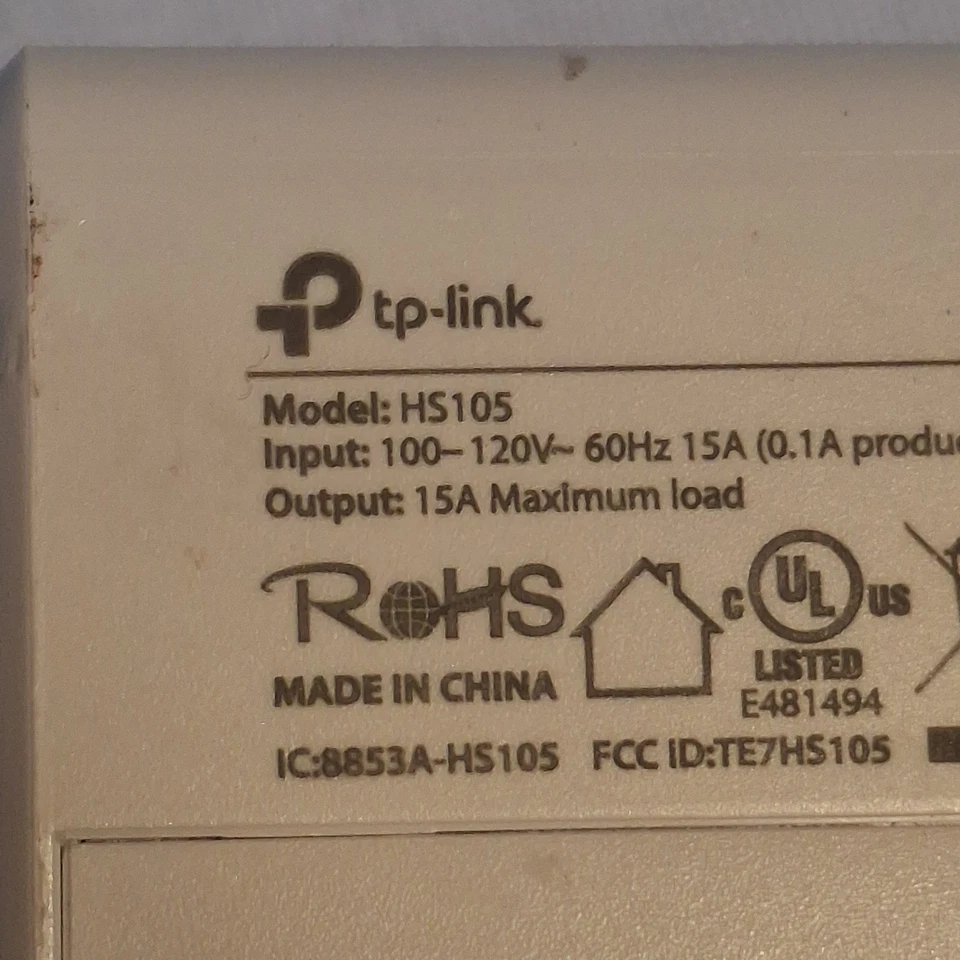 tp-link
Model: HS105
Input: 100–120V~ 60Hz 15A (0.1A
Output: 15A Maximum load
RoHS
C UL US
LISTED
MADE IN CHINA
E481494
IC:8853A-HS105 FCC ID:TE7HS105